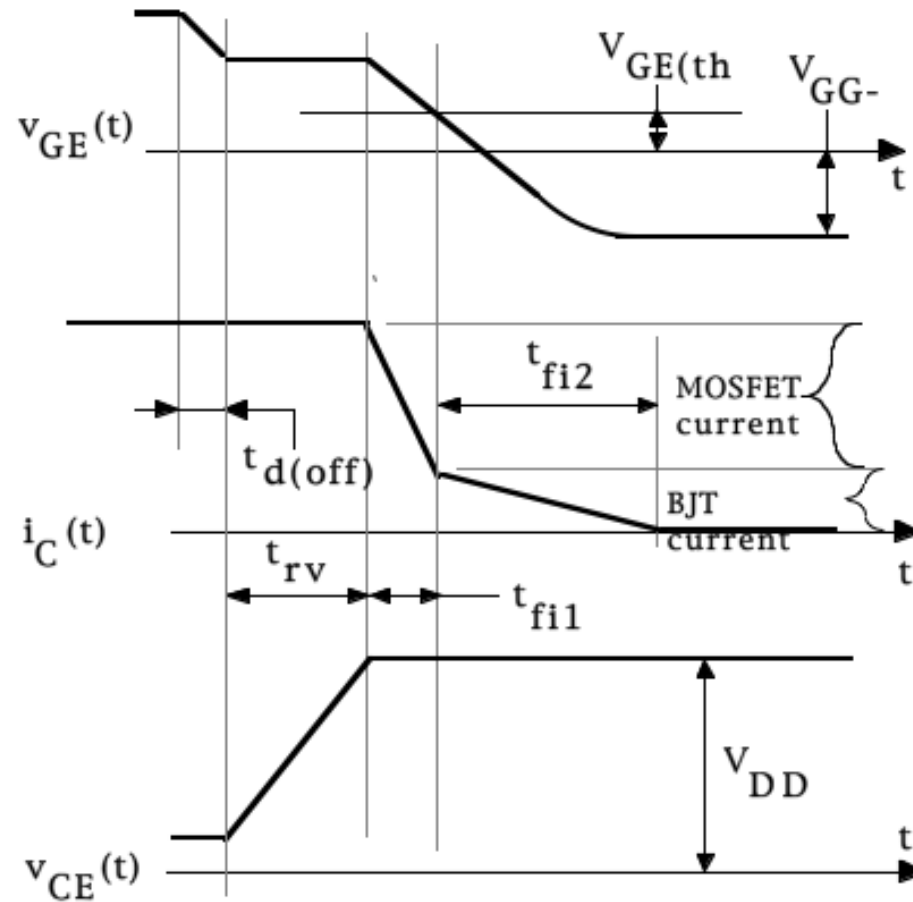 V GE(th
V GG-
v GE (t)
t
t fi2
MOSFET
current
t d(off)
BJT
current
i C (t)
t
t rv
t fi1
V DD
t
v CE (t)